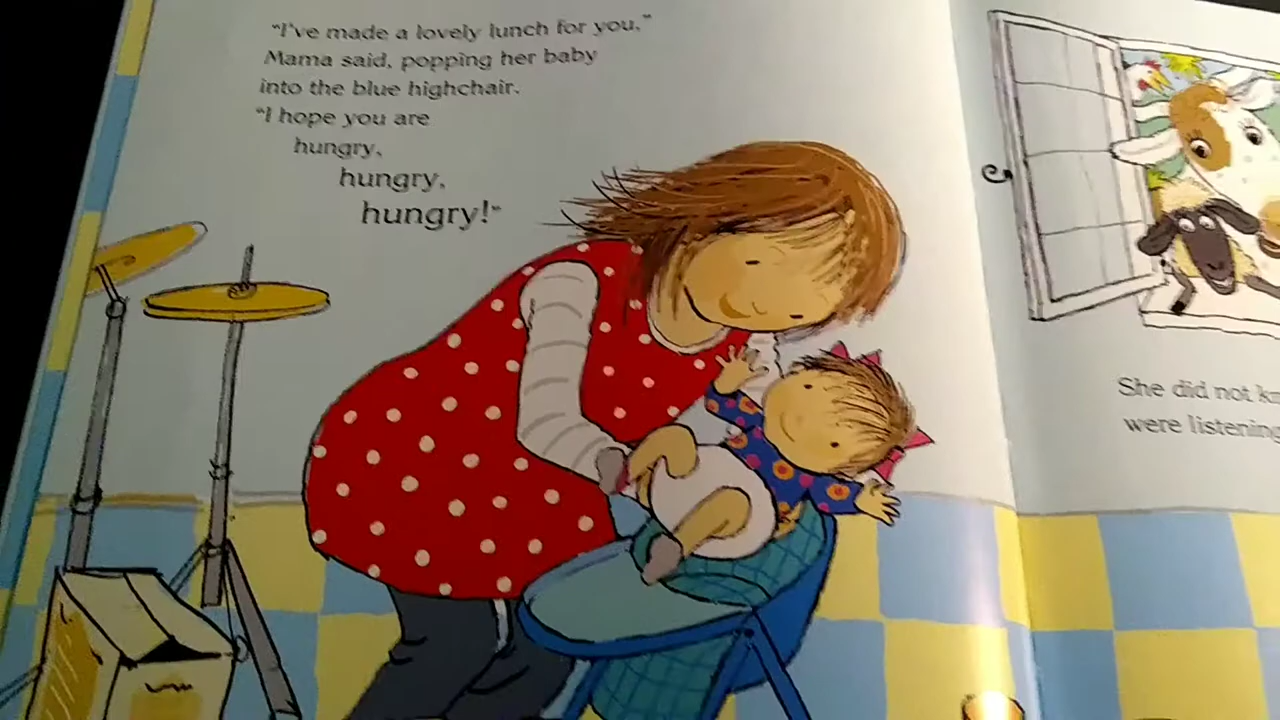 "I've made a lovely lunch for you,"
Mama said, popping her baby
into the blue highchair.
"I hope you are
hungry,
hungry,
hungry!"
She did not
were listening